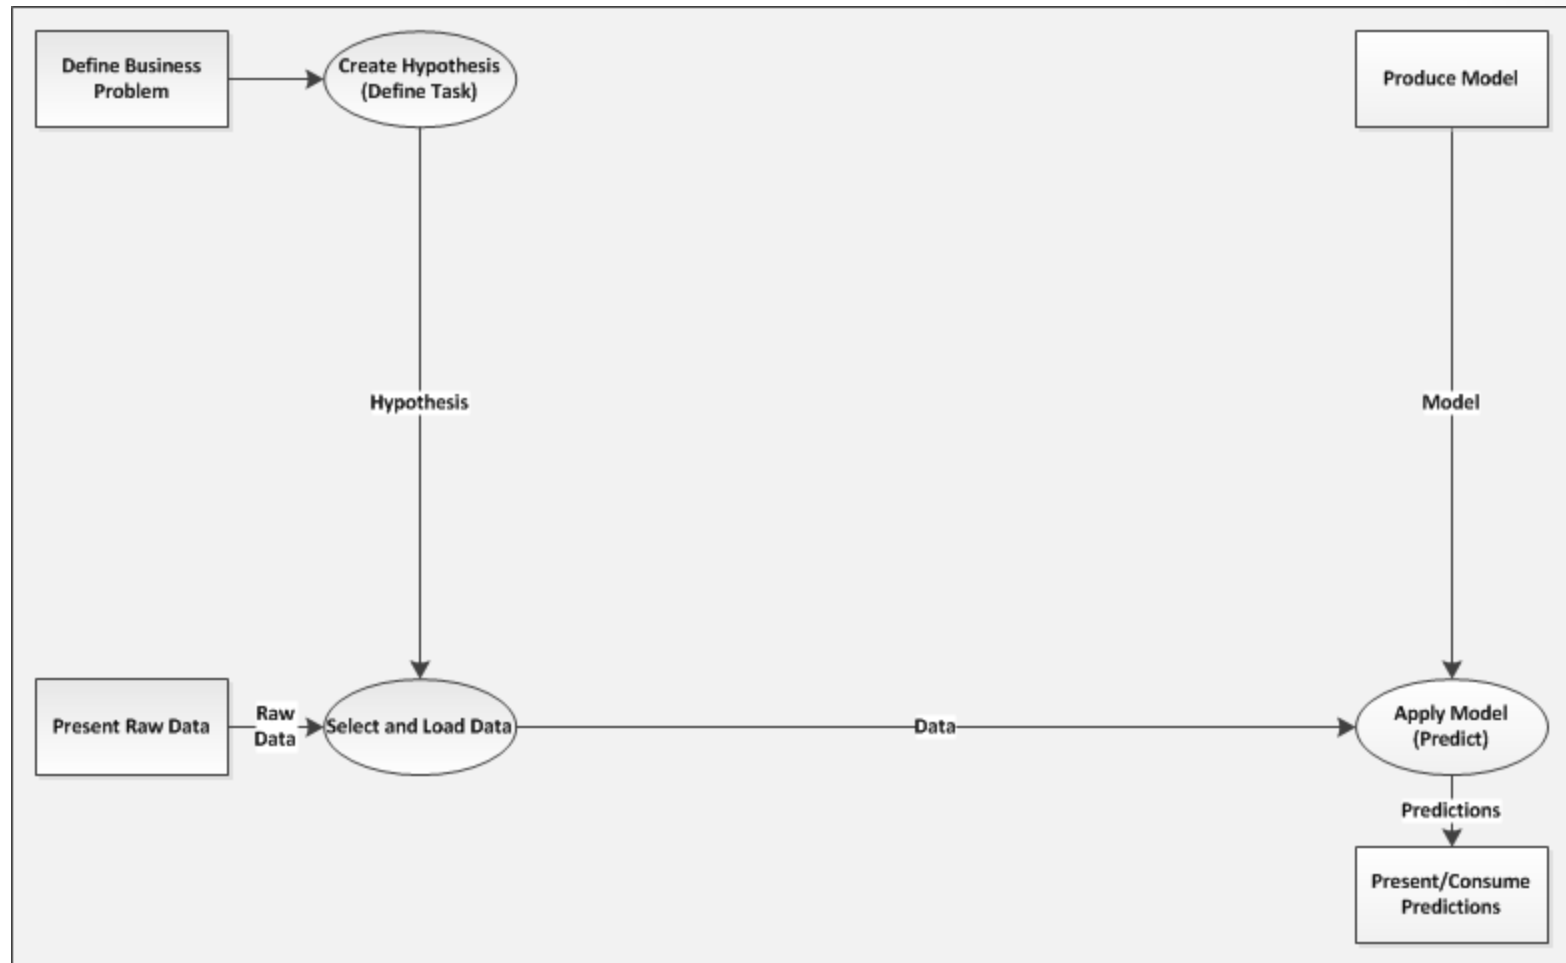 Define Business
Problem
Create Hypothesis
(Define Task)
Produce Model
Hypothesis
Model
Present Raw Data
Raw
Data
Select and Load Data
Data
Apply Model
(Predict)
Predictions
Present/Consume
Predictions